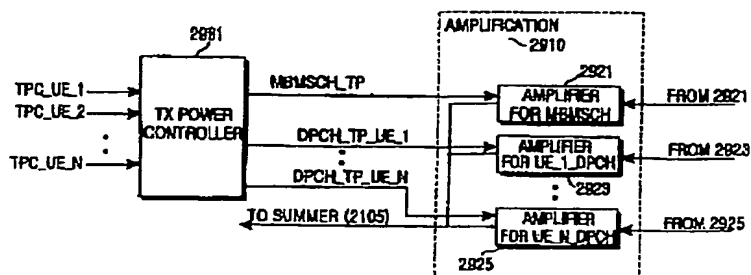 AMPLIFICATION
2910
2991
2921
TPC_UE_1
TPC_UE_2
TPC_UE_N
TX POWER
CONTROLLER
MBMSCH_TP
AMPLIFIER
FOR MBMSCH
FROM 2921
DPCH_TP_UE_1
AMPLIFIER
FOR UE_1_DPCH
FROM 2923
2923
DPCH_TP_UE_N
TO SUMMER (2105)
AMPLIFIER
FOR UE_N_DPCH
FROM 2925
2925